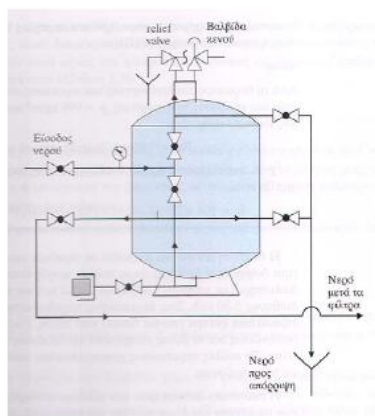 relief
valve
Βαλβίδα
κενού
Είσοδος
νερού
Νερό
μετά τα
φίλτρα
Νερό
προς
απόρριψη